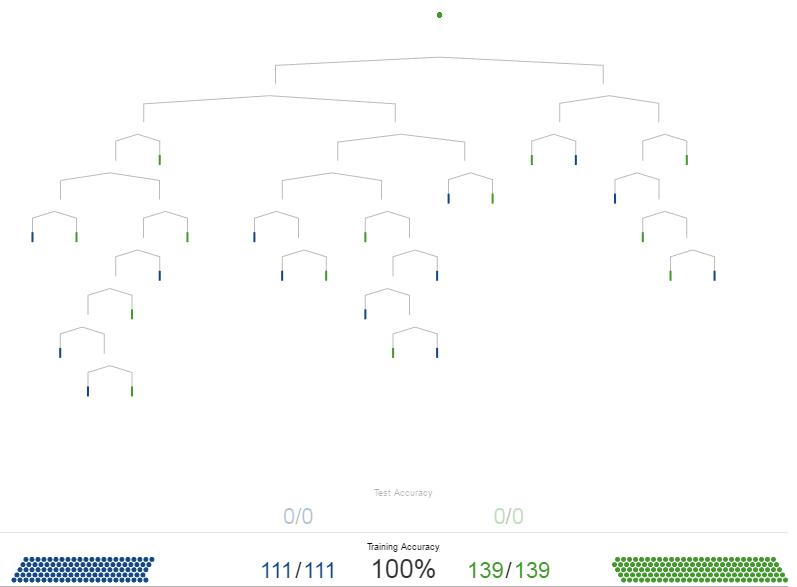 Test Accuracy
0/0 0/0
Training Accuracy
111/111 100% 139/139